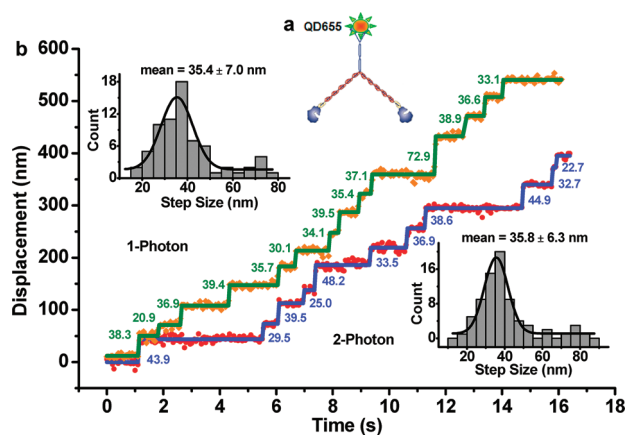 a
QD655
b
600
500
400
300
200
100
0
Displacement (nm)
0 2 4 6 8 10 12 14 16 18
Time (s)
mean = 35.4 ± 7.0 nm
18
12
6
0
Count
20 40 60 80
Step Size (nm)
1-Photon
38.3
20.9
36.9
39.4
35.7
30.1
34.1
39.5
35.4
37.1
72.9
38.9
36.6
33.1
43.9
29.5
39.5
25.0
48.2
33.5
36.9
38.6
44.9
32.7
22.7
2-Photon
mean = 35.8 ± 6.3 nm
18
12
6
0
Count
20 40 60 80
Step Size (nm)